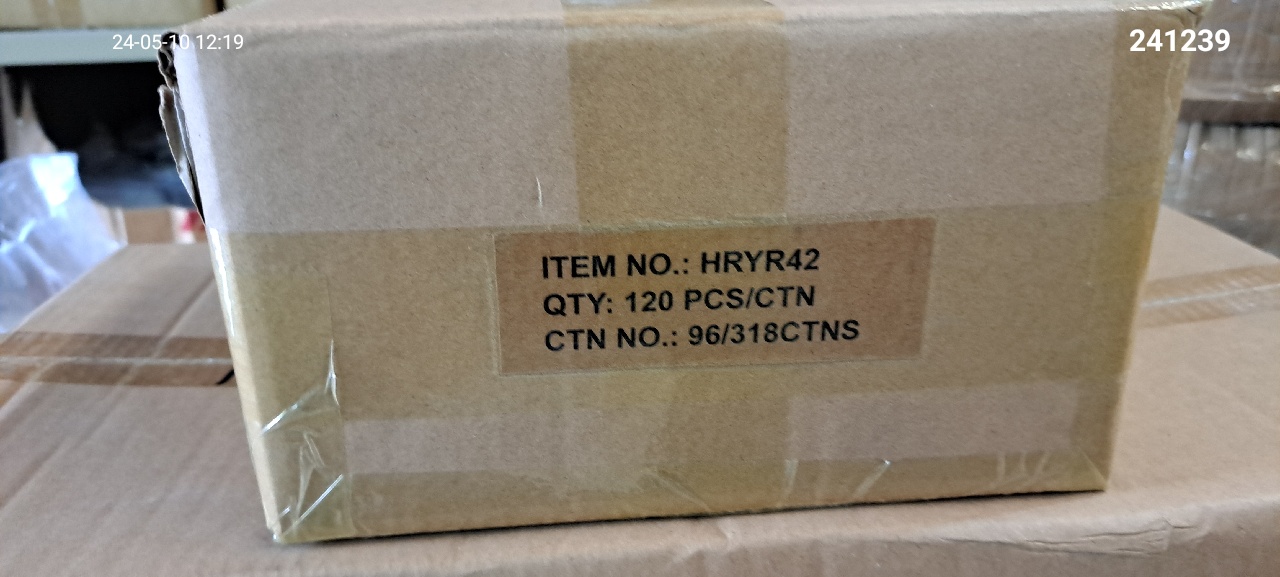 24-05-10 12:19
241239
ITEM NO.: HRYR42
QTY: 120 PCS/CTN
CTN NO.: 96/318CTNS